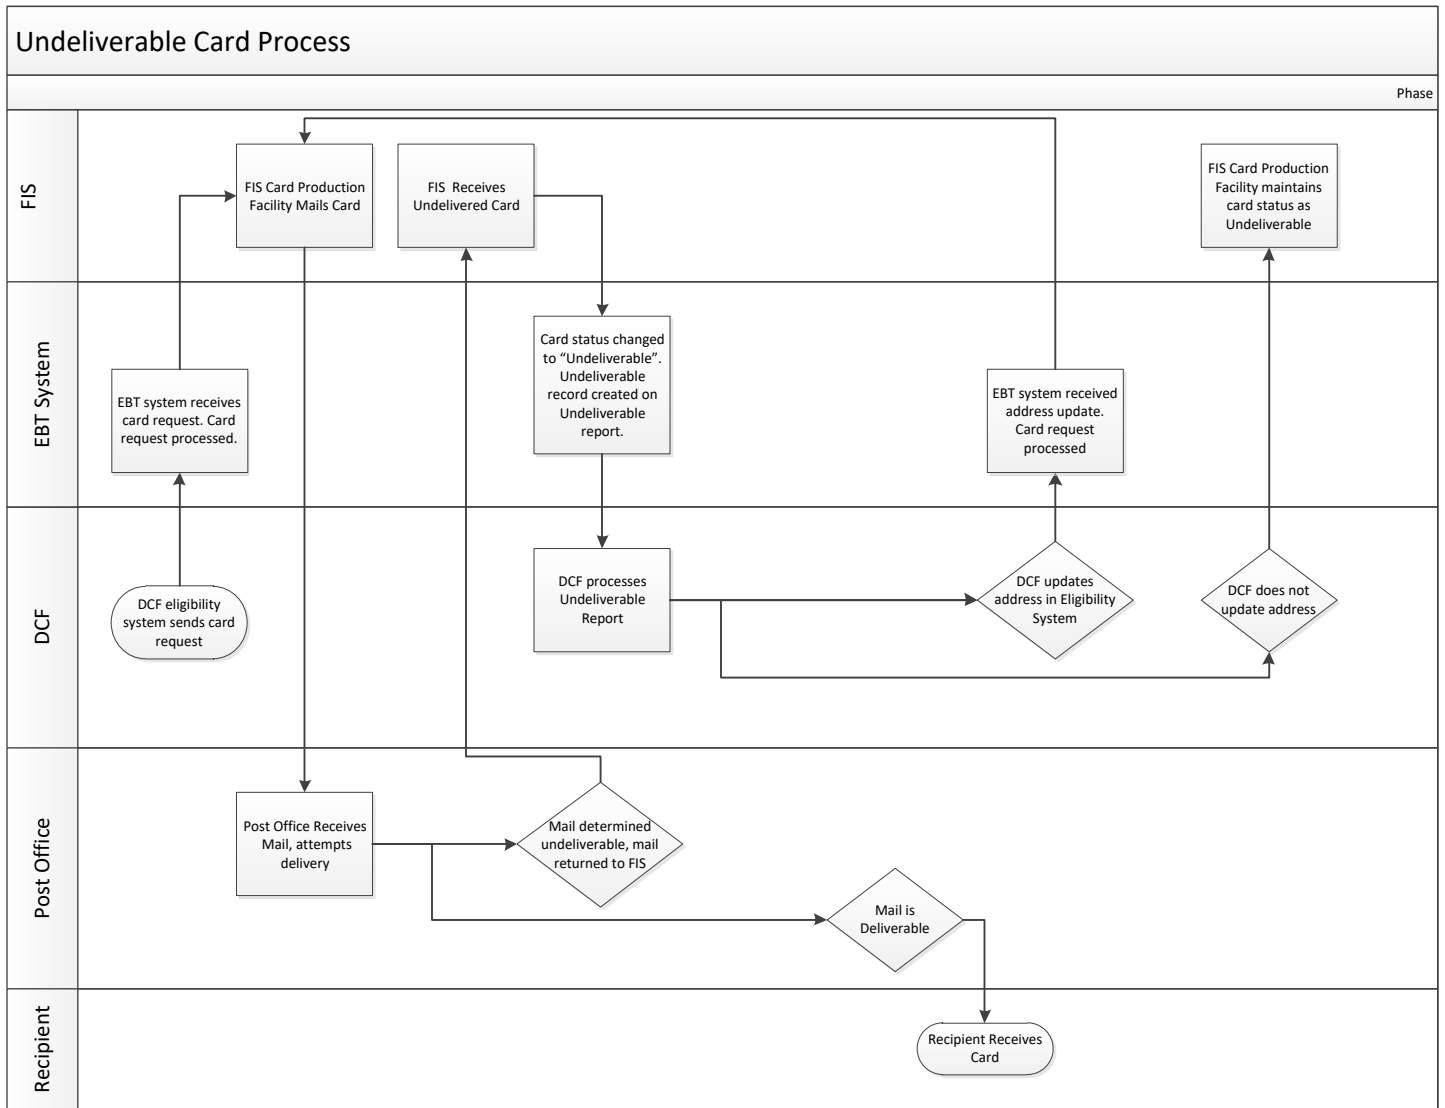 Undeliverable Card Process
Phase
FIS
FIS Card Production
Facility Mails Card
FIS  Receives
Undelivered Card
FIS Card Production
Facility maintains
card status as
Undeliverable
EBT System
EBT system receives
card request. Card
request processed.
Card status changed
to “Undeliverable”.
Undeliverable
record created on
Undeliverable
report.
EBT system received
address update.
Card request
processed
DCF
DCF eligibility
system sends card
request
DCF processes
Undeliverable
Report
DCF updates
address in Eligibility
System
DCF does not
update address
Post Office
Post Office Receives
Mail, attempts
delivery
Mail determined
undeliverable, mail
returned to FIS
Mail is
Deliverable
Recipient
Recipient Receives
Card